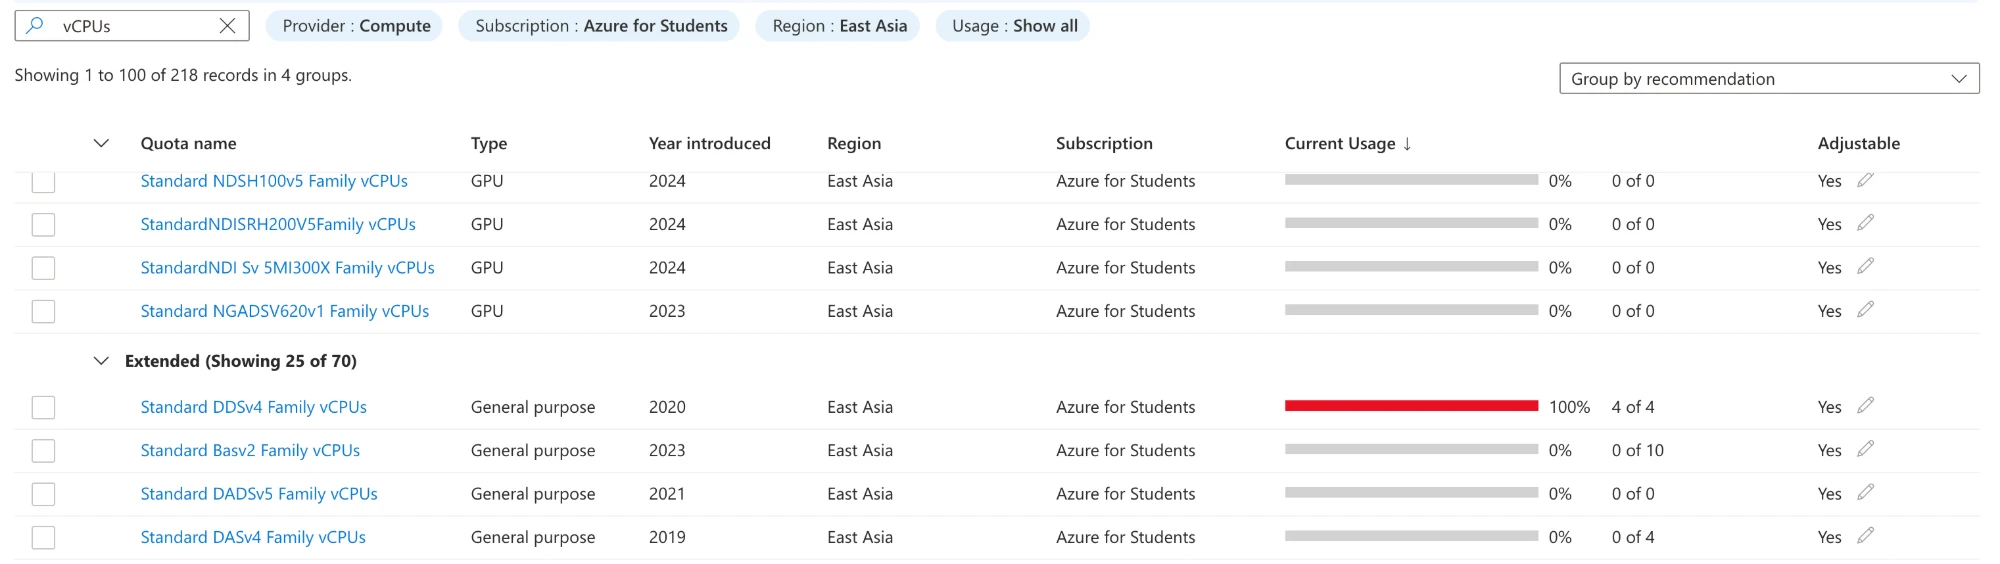 vCPUs Provider : Compute Subscription : Azure for Students Region : East Asia Usage : Show all
Showing 1 to 100 of 218 records in 4 groups.
Group by recommendation
Quota name Type Year introduced Region Subscription Current Usage ↓ Adjustable
Standard NDSH100v5 Family vCPUs GPU 2024 East Asia Azure for Students 0% 0 of 0 Yes
StandardNDISRH200V5Family vCPUs GPU 2024 East Asia Azure for Students 0% 0 of 0 Yes
StandardNDI Sv 5MI300X Family vCPUs GPU 2024 East Asia Azure for Students 0% 0 of 0 Yes
Standard NGADSV620v1 Family vCPUs GPU 2023 East Asia Azure for Students 0% 0 of 0 Yes
Extended (Showing 25 of 70)
Standard DDSv4 Family vCPUs General purpose 2020 East Asia Azure for Students 100% 4 of 4 Yes
Standard Basv2 Family vCPUs General purpose 2023 East Asia Azure for Students 0% 0 of 10 Yes
Standard DADSv5 Family vCPUs General purpose 2021 East Asia Azure for Students 0% 0 of 0 Yes
Standard DASv4 Family vCPUs General purpose 2019 East Asia Azure for Students 0% 0 of 4 Yes